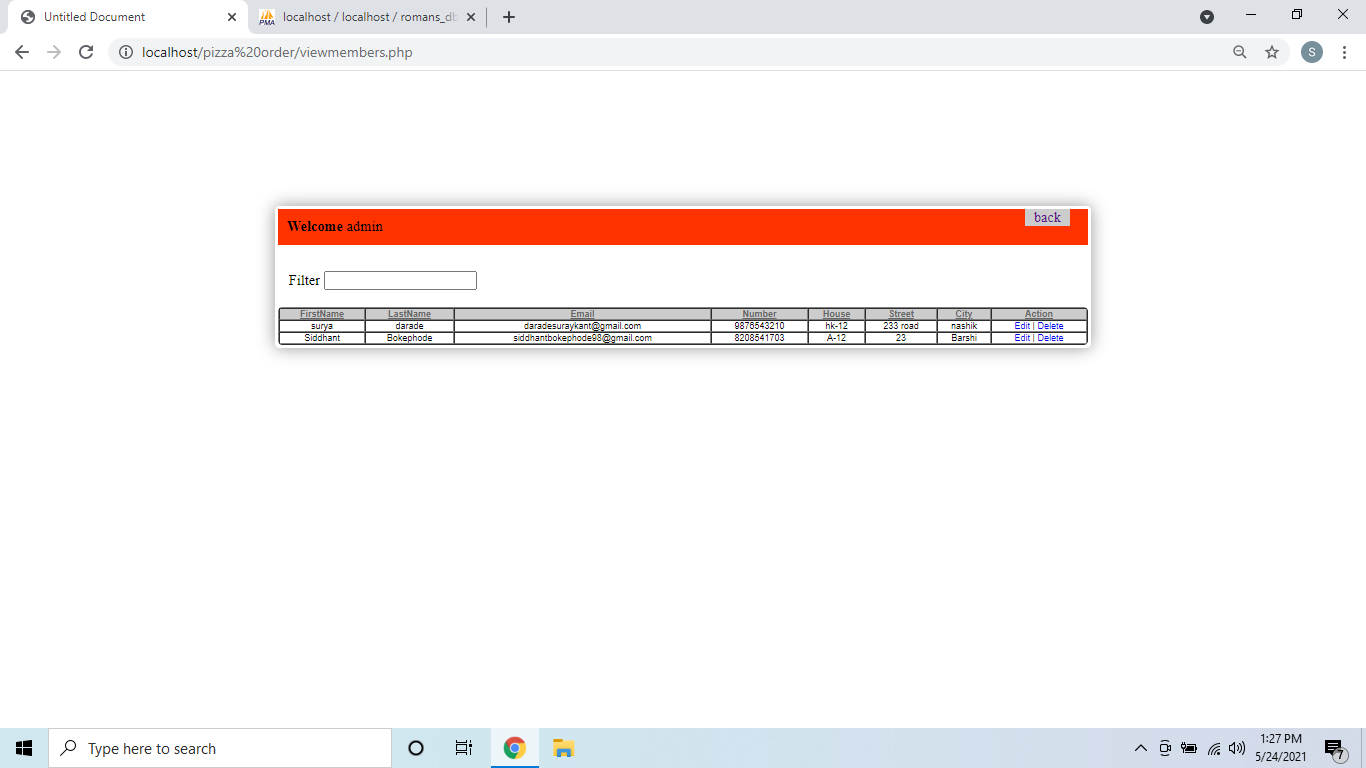 Untitled Document
PMA
localhost / localhost / romans_db
localhost/pizza%20order/viewmembers.php
S
back
Welcome admin
Filter
FirstName LastName Email Number House Street City Action
surya darade daradesuraykant@gmail.com 9876543210 hk-12 233 road nashik Edit | Delete
Siddhant Bokephode siddhantbokephode98@gmail.com 8208541703 A-12 23 Barshi Edit | Delete
Type here to search
1:27 PM
5/24/2021
7